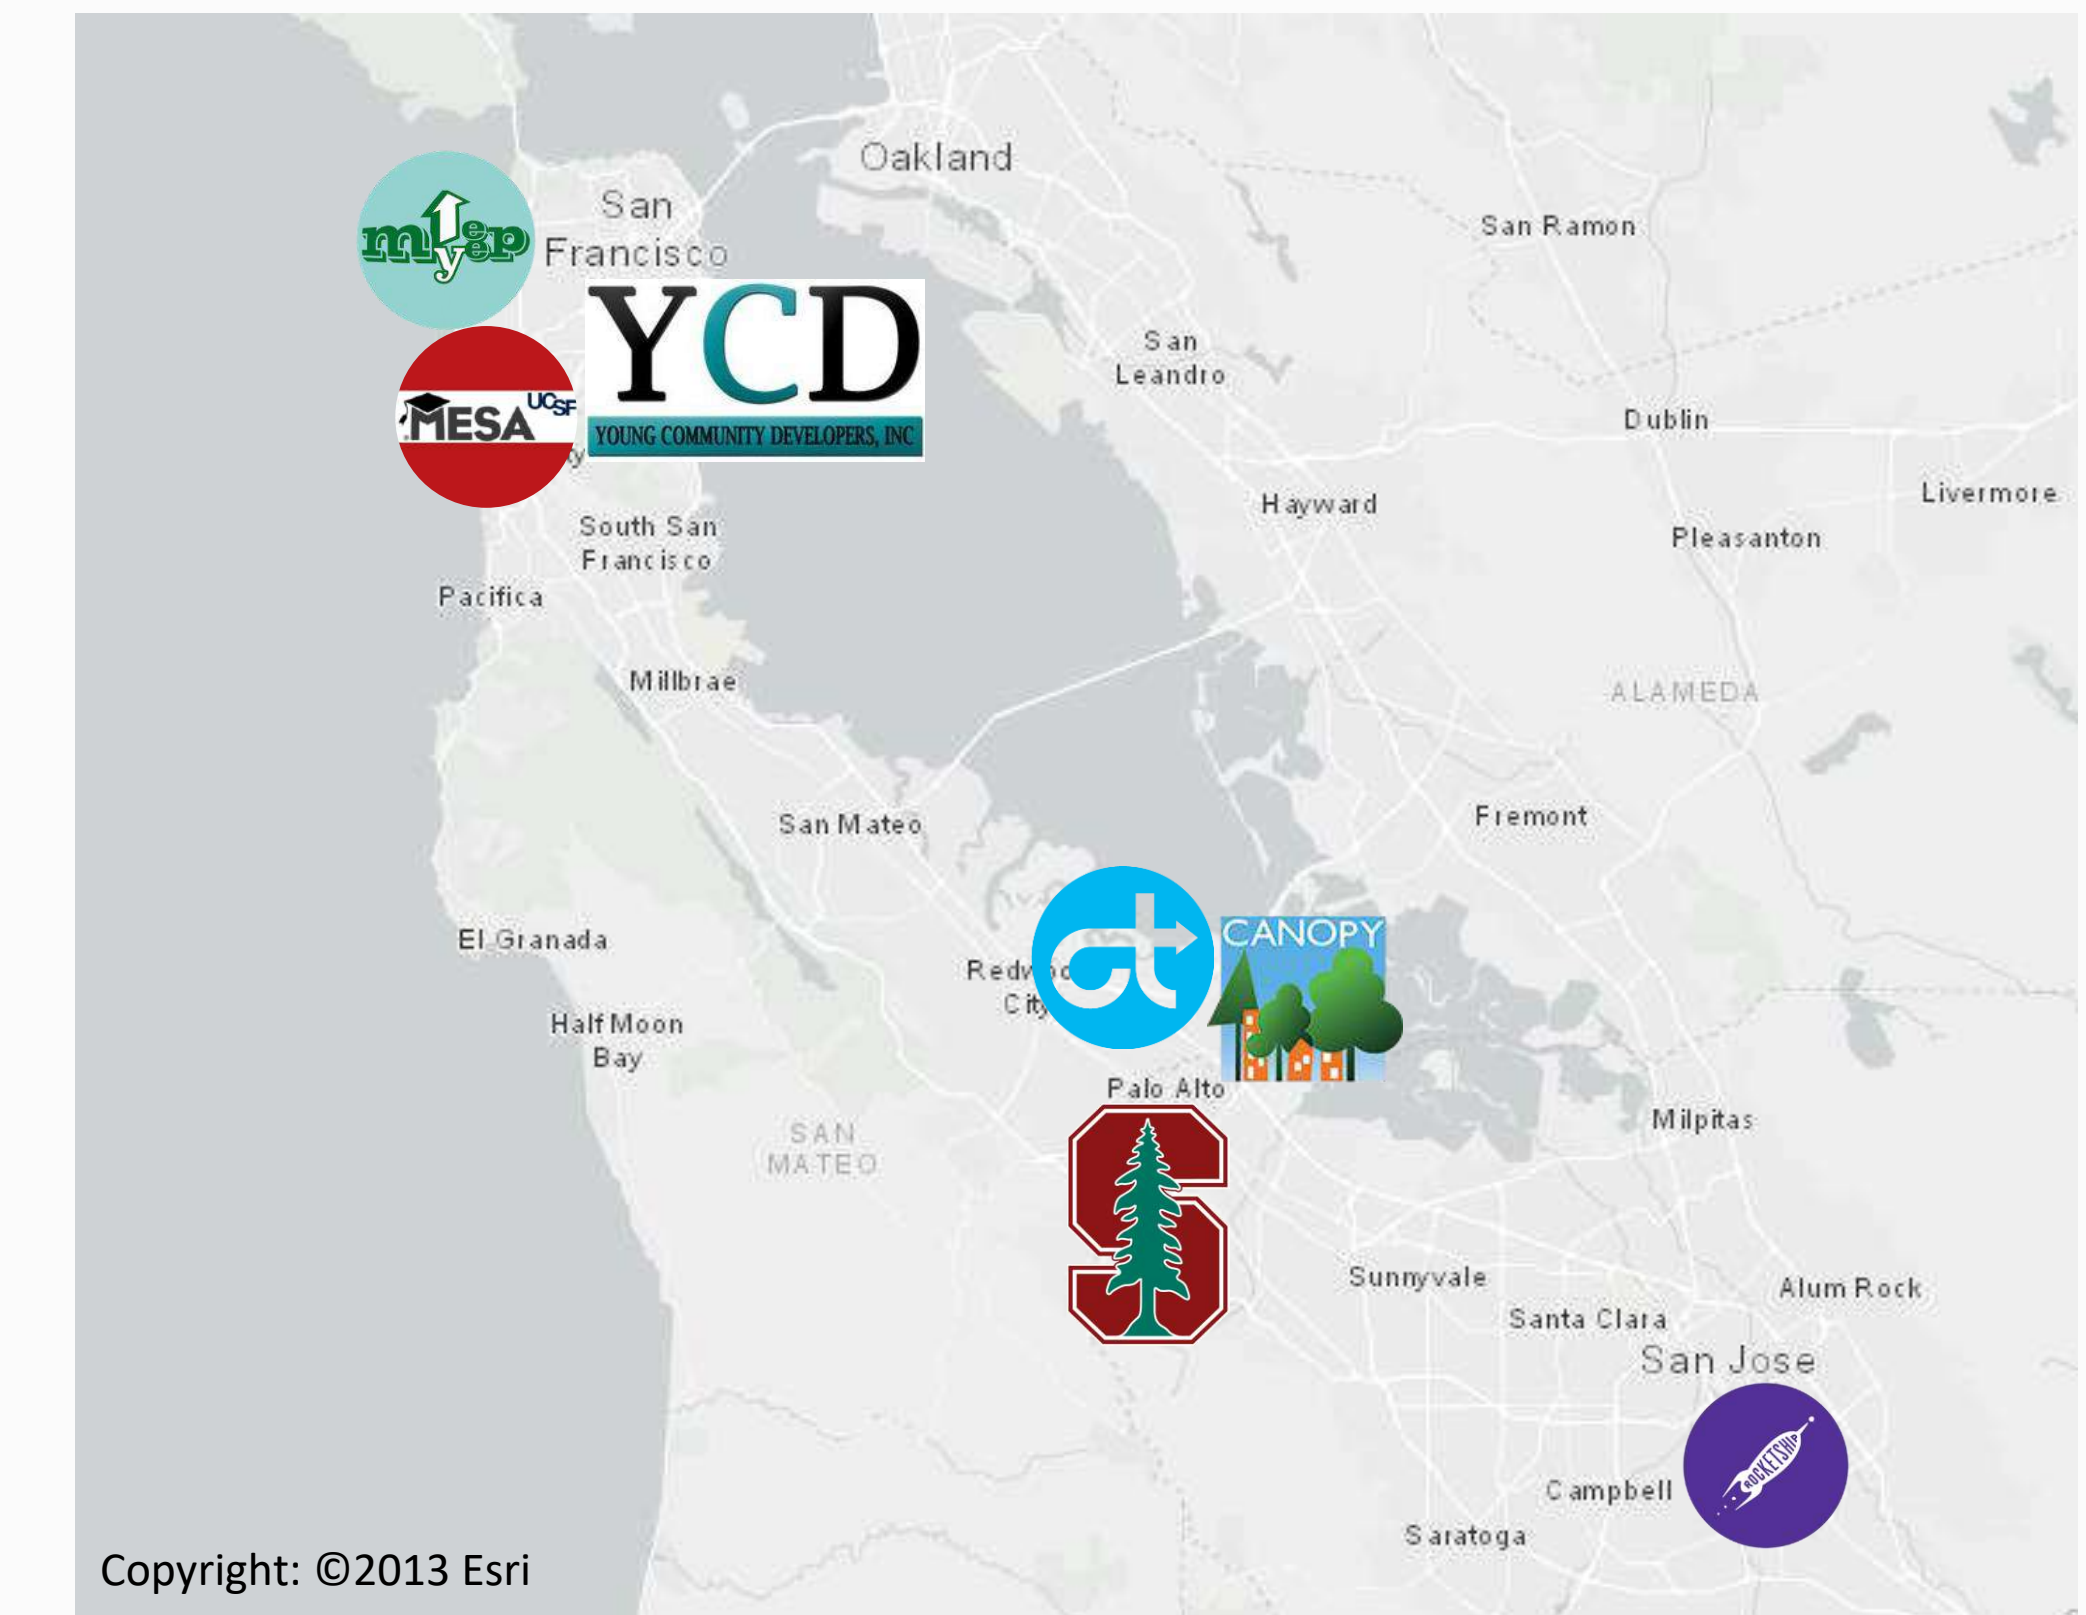 Oakland
San
Francisco
myep
San Ramon
YCD
YOUNG COMMUNITY DEVELOPERS, INC
San
Leandro
MESA UCSF
Dublin
Livermore
Hayward
South San
Francisco
Pleasanton
Pacifica
Millbrae
ALAMEDA
San Mateo
Fremont
CANOPY
El Granada
ct
City
Half Moon
Bay
Palo Alto
SAN
MATEO
Milpitas
S
Sunnyvale
Alum Rock
Santa Clara
San Jose
ROCKETSHIP
Campbell
Saratoga
Copyright: ©2013 Esri